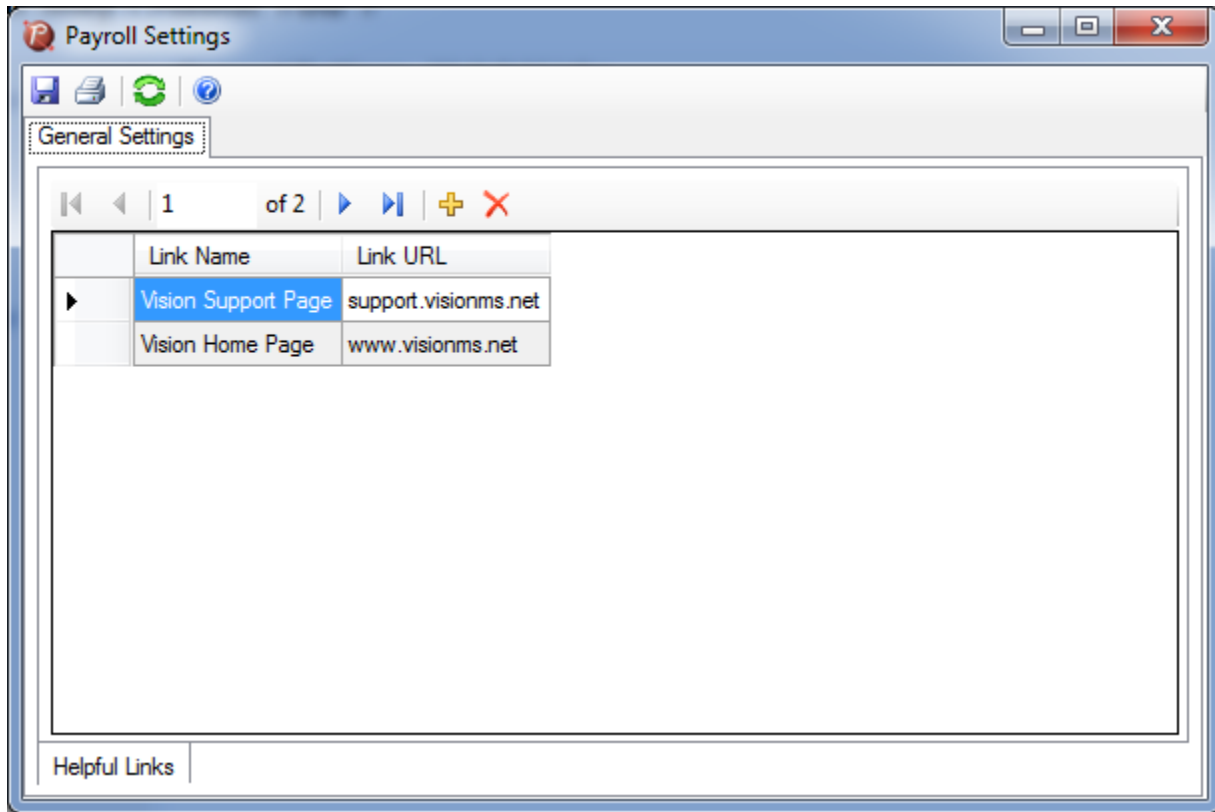 Payroll Settings
General Settings
1 of 2
Link Name Link URL
Vision Support Page support.visionms.net
Vision Home Page www.visionms.net
Helpful Links